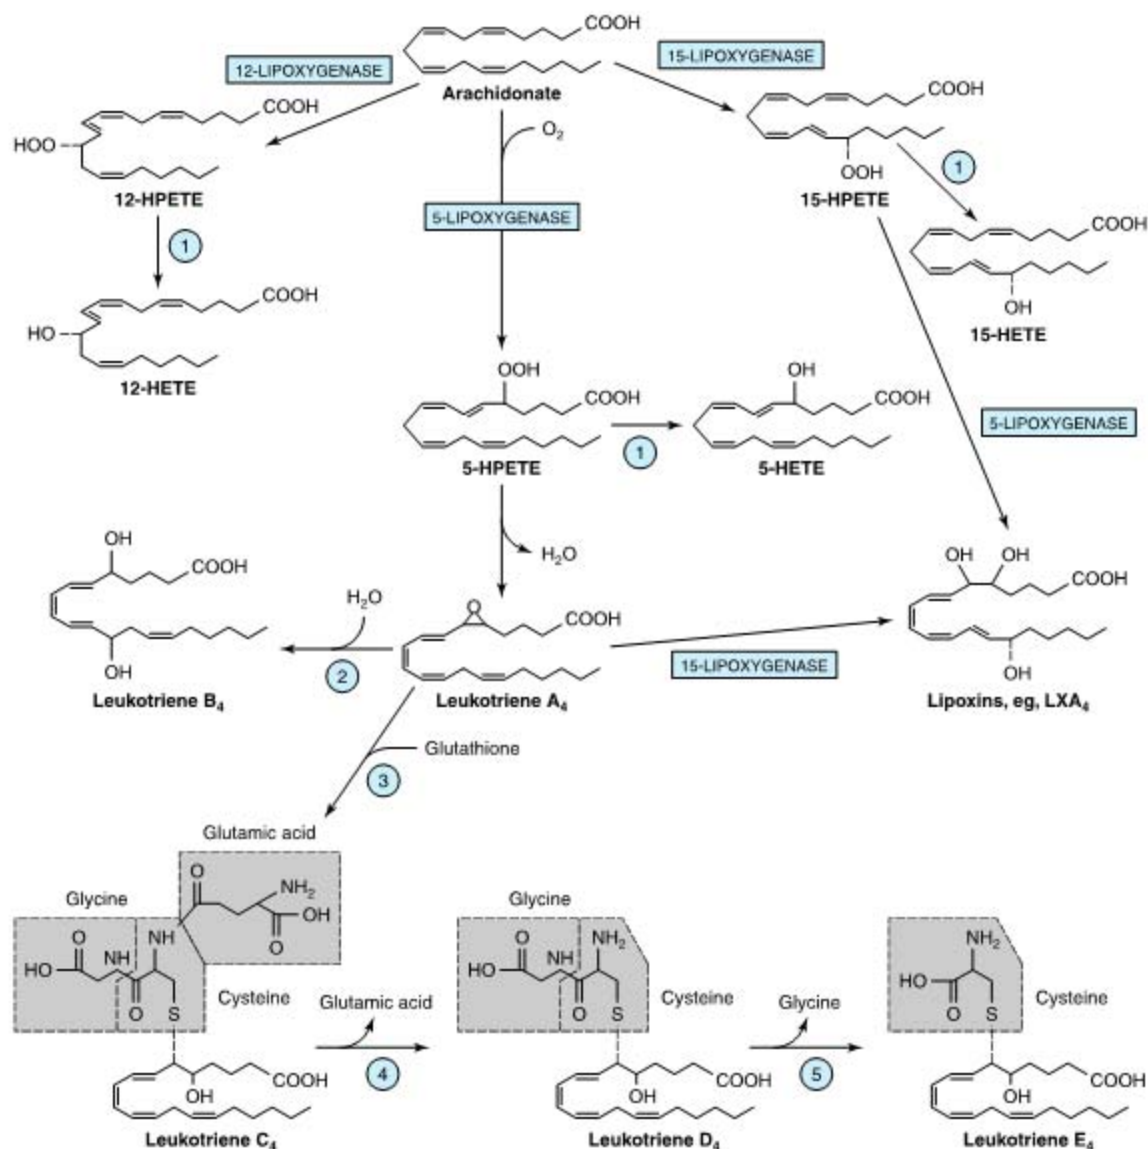 COOH
12-LIPOXYGENASE
15-LIPOXYGENASE
Arachidonate
COOH
COOH
O₂
HOO
OOH
12-HPETE
15-HPETE
1
1
5-LIPOXYGENASE
COOH
COOH
HO
OH
12-HETE
15-HETE
OOH
OH
COOH
COOH
5-LIPOXYGENASE
5-HPETE
1
5-HETE
OH
COOH
H₂O
OH
OH
COOH
H₂O
O
COOH
2
15-LIPOXYGENASE
OH
OH
Leukotriene B₄
Leukotriene A₄
Lipoxins, eg, LXA₄
Glutathione
3
Glutamic acid
O
NH₂
OH
O
Glycine
O
NH
NH
HO
O
S
Cysteine
Glycine
O
NH
NH₂
HO
O
S
Cysteine
NH₂
HO
O
S
Cysteine
Glutamic acid
4
Glycine
5
COOH
OH
COOH
OH
COOH
OH
Leukotriene C₄
Leukotriene D₄
Leukotriene E₄